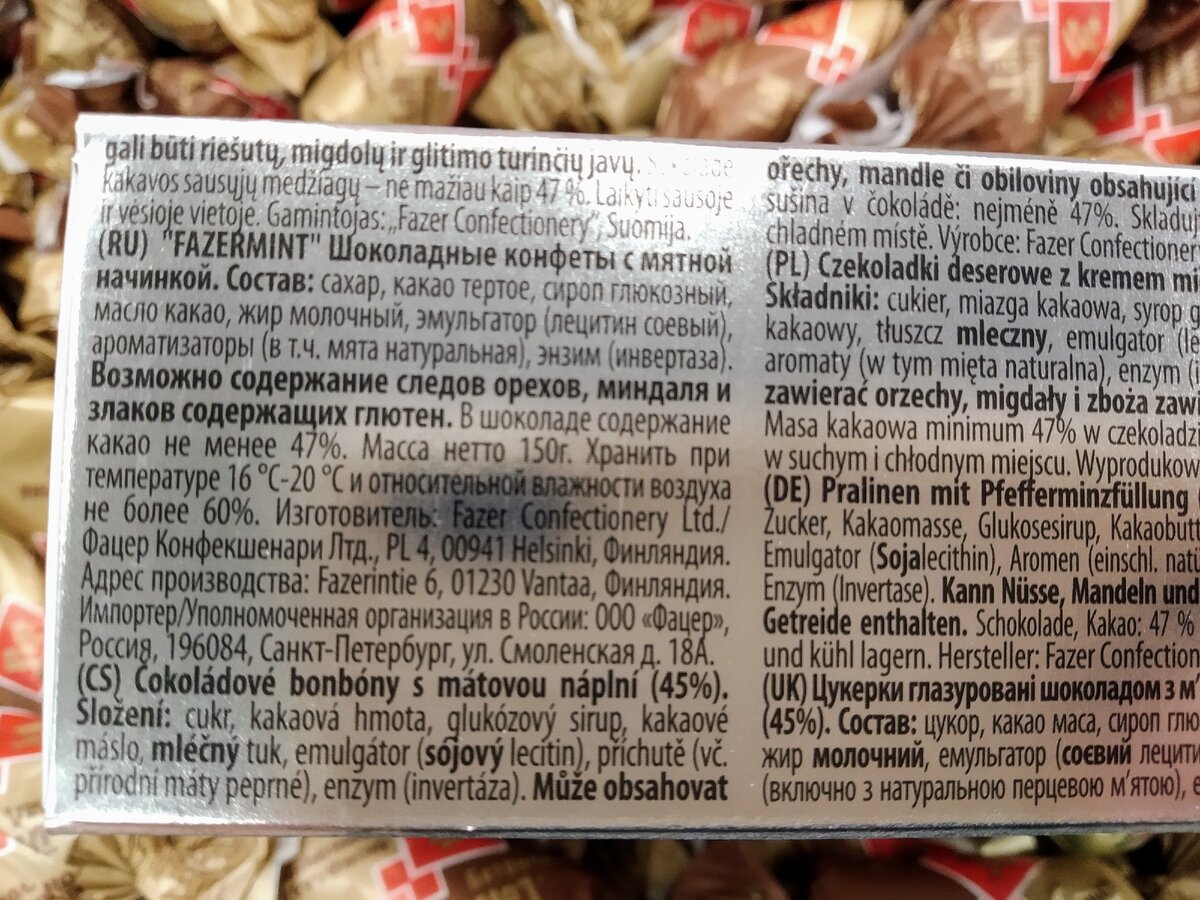 gali būti riešutų, migdolų ir glitimo turinčių javų.
kakavos sausųjų medžiagų – ne mažiau kaip 47 %. Laikyti sausoje
ir vėsioje vietoje. Gamintojas: „Fazer Confectionery“, Suomija.
(RU) "FAZERMINT" Шоколадные конфеты с мятной
начинкой. Состав: сахар, какао тертое, сироп глюкозный,
масло какао, жир молочный, эмульгатор (лецитин соевый),
ароматизаторы (в т.ч. мята натуральная), энзим (инвертаза).
Возможно содержание следов орехов, миндаля и
злаков содержащих глютен. В шоколаде содержание
какао не менее 47%. Масса нетто 150г. Хранить при
температуре 16 °C-20 °C и относительной влажности воздуха
не более 60%. Изготовитель: Fazer Confectionery Ltd./
Фацер Конфекшенари Лтд., PL 4, 00941 Helsinki, Финляндия.
Адрес производства: Fazerintie 6, 01230 Vantaa, Финляндия.
Импортер/Уполномоченная организация в России: ООО «Фацер»,
Россия, 196084, Санкт-Петербург, ул. Смоленская д. 18А.
(CS) Čokoládové bonbóny s mátovou náplní (45%).
Složení: cukr, kakaová hmota, glukózový sirup, kakaové
máslo, mléčný tuk, emulgátor (sójový lecitin), příchutě (vč.
přírodní máty peprné), enzym (invertáza). Může obsahovat
ořechy, mandle či obiloviny obsahujíc
sušina v čokoládě: nejméně 47%. Skladuj
chladném místě. Výrobce: Fazer Confectioner
(PL) Czekoladki deserowe z kremem mi
Składniki: cukier, miazga kakaowa, syrop g
kakaowy, tłuszcz mleczny, emulgator (le
aromaty (w tym mięta naturalna), enzym (i
zawierać orzechy, migdały i zboża zawi
Masa kakaowa minimum 47% w czekoladzi
w suchym i chłodnym miejscu. Wyprodukow
(DE) Pralinen mit Pfefferminzfüllung
Zucker, Kakaomasse, Glukosesirup, Kakaobutt
Emulgator (Sojalecithin), Aromen (einschl. natü
Enzym (Invertase). Kann Nüsse, Mandeln und
Getreide enthalten. Schokolade, Kakao: 47 %
und kühl lagern. Hersteller: Fazer Confection
(UK) Цукерки глазуровані шоколадом з м'
(45%). Состав: цукор, какао маса, сироп глю
жир молочний, емульгатор (соєвий лецити
(включно з натуральною перцевою м'ятою), е